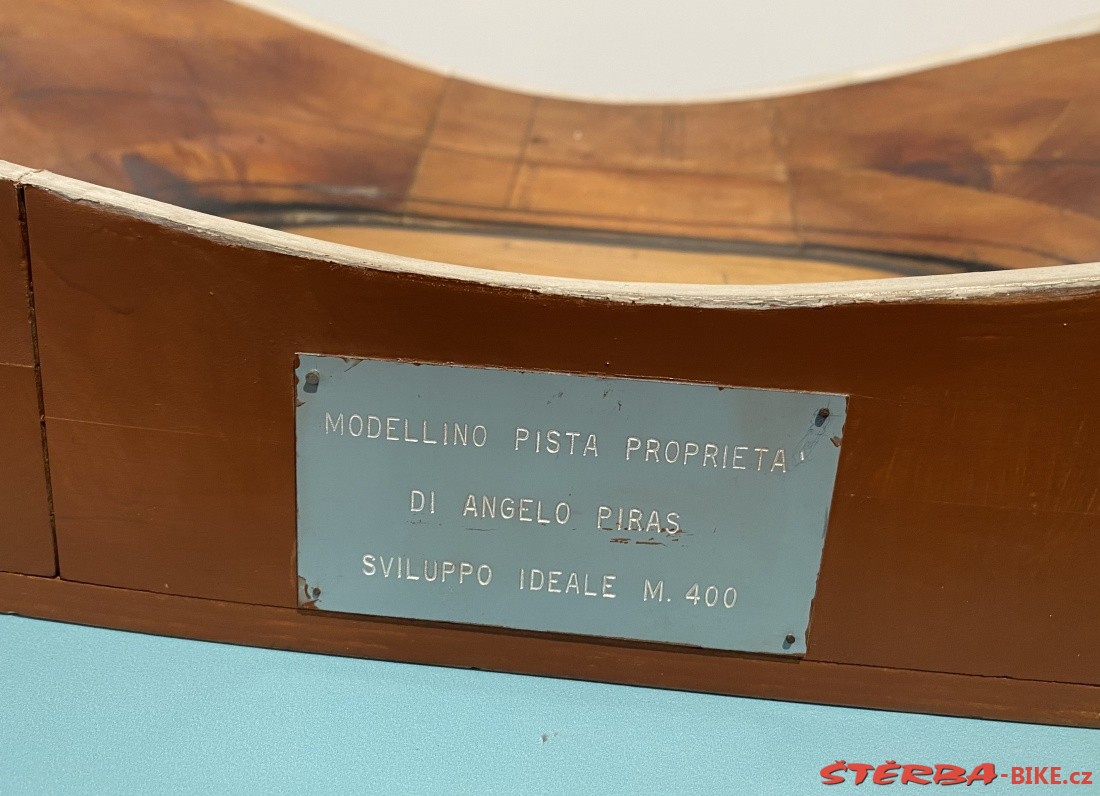 MODELLINO PISTA PROPRIETA'
DI ANGELO PIRAS
SVILUPPO IDEALE M. 400
ŠTĚRBA-BIKE.cz